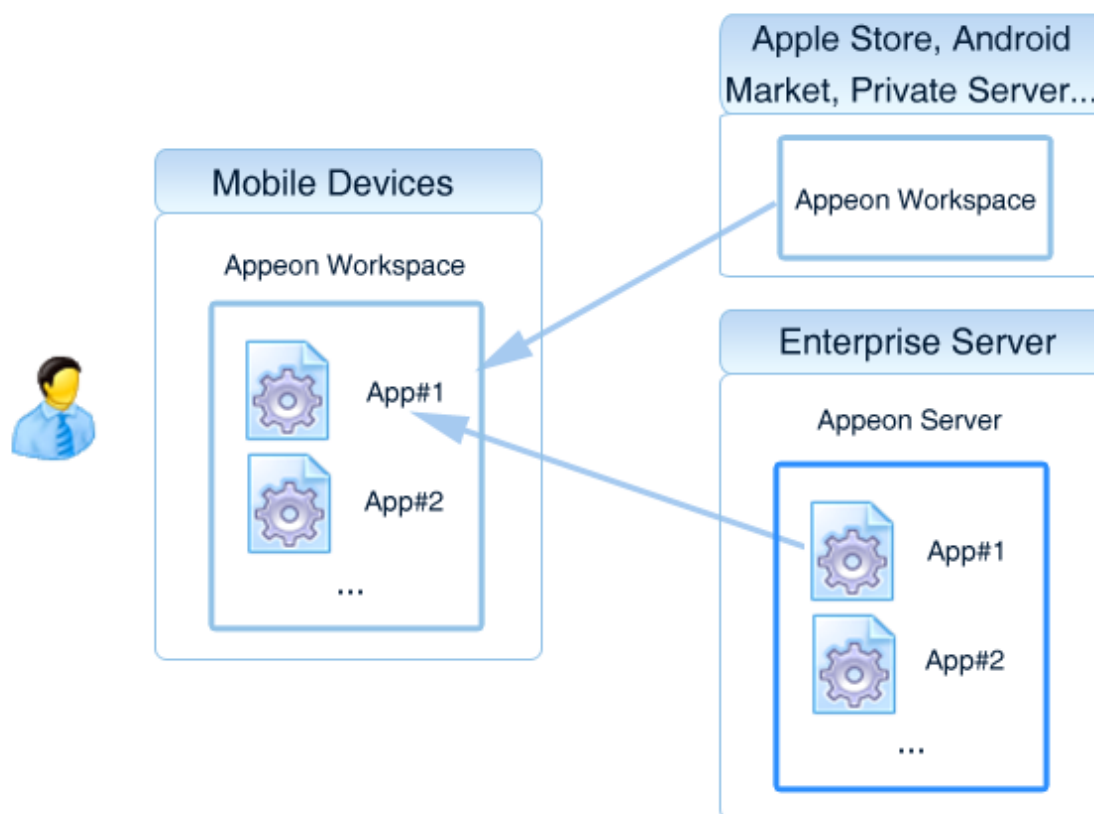 Mobile Devices
Appeon Workspace
App#1
App#2
...
Apple Store, Android
Market, Private Server...
Appeon Workspace
Enterprise Server
Appeon Server
App#1
App#2
...